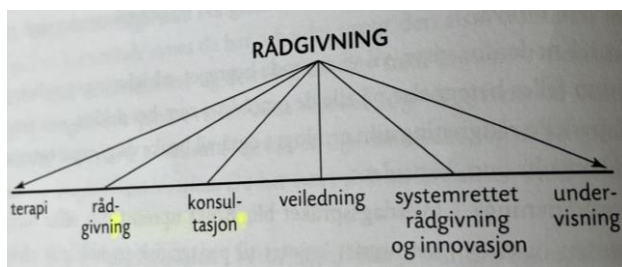 RÅDGIVNING
terapi
råd-
givning
konsul-
tasjon
veiledning
systemrettet
rådgivning
og innovasjon
under-
visning